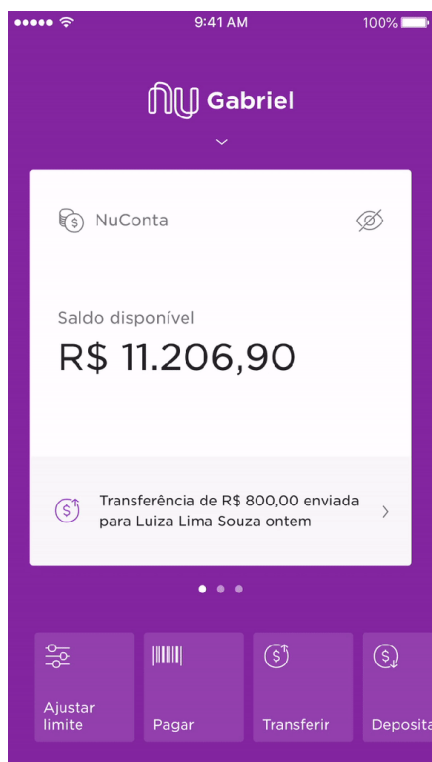 9:41 AM 100%
nu Gabriel
NuConta
Saldo disponível
R$ 11.206,90
Transferência de R$ 800,00 enviada
para Luiza Lima Souza ontem
Ajustar
limite
Pagar
Transferir
Deposita